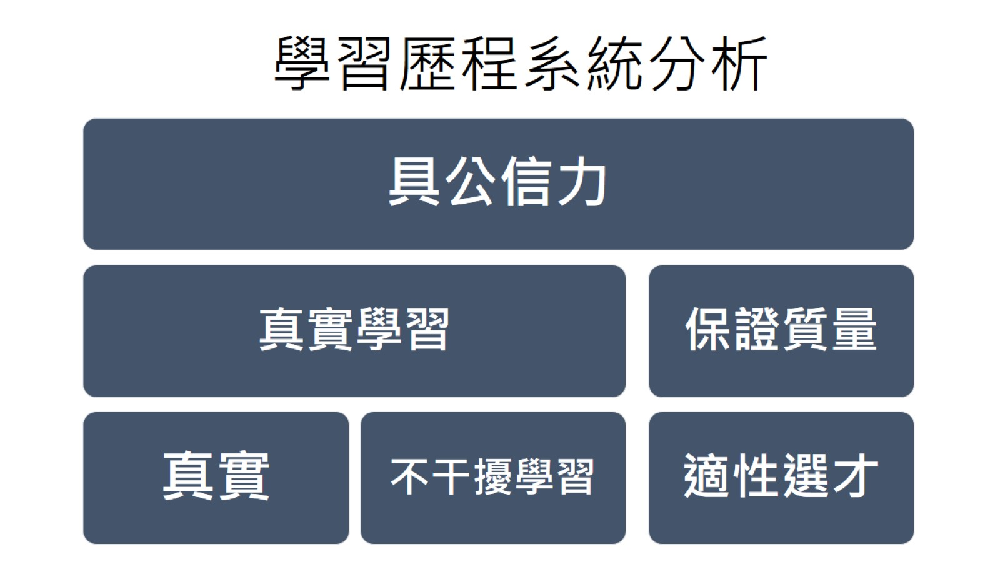 學習歷程系統分析
具公信力
真實學習
保證質量
真實
不干擾學習
適性選才